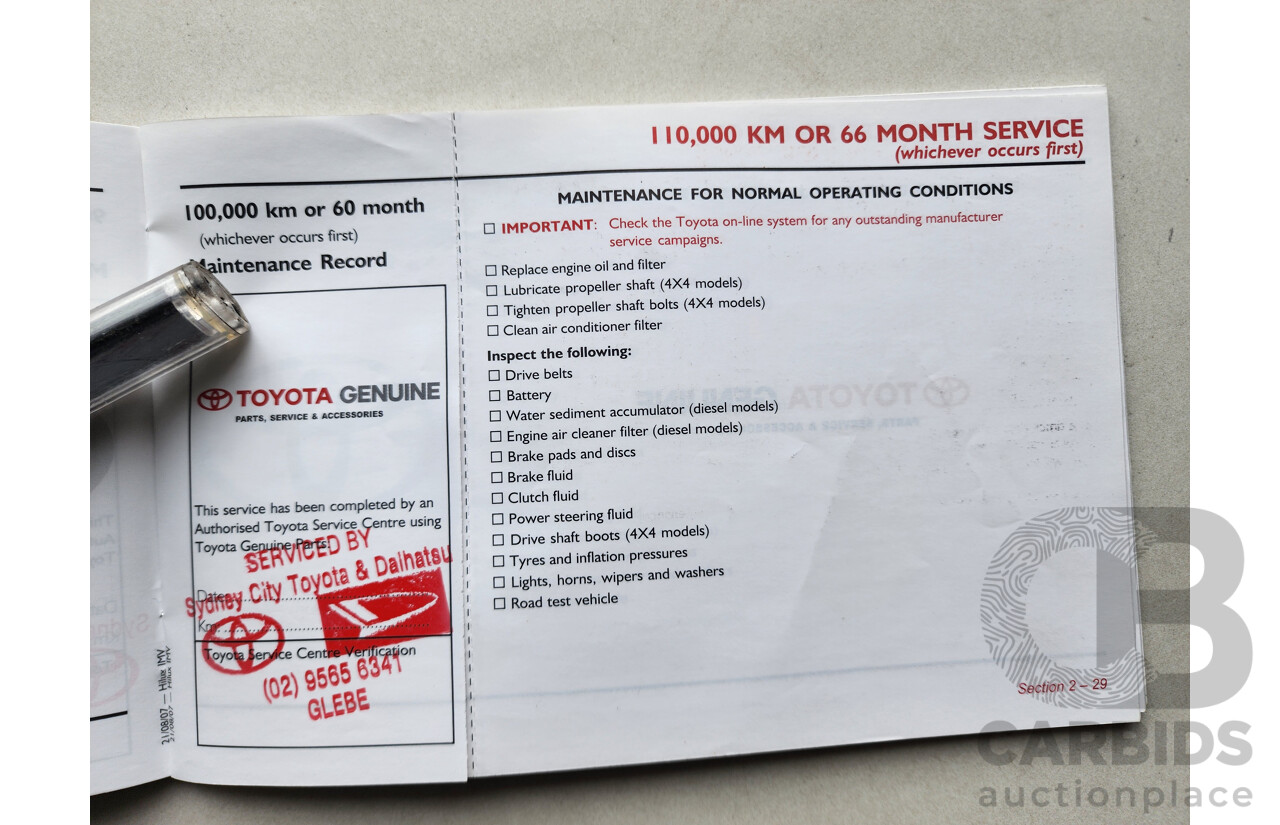 100,000 km or 60 month
(whichever occurs first)
Maintenance Record
TOYOTA GENUINE
PARTS, SERVICE & ACCESSORIES
This service has been completed by an
Authorised Toyota Service Centre using
Toyota Genuine Parts.
SERVICED BY
Sydney City Toyota & Daihatsu
Date
Km
Toyota Service Centre Verification
(02) 9565 6341
GLEBE
21/08/07 – Hilux IMV
110,000 KM OR 66 MONTH SERVICE
(whichever occurs first)
MAINTENANCE FOR NORMAL OPERATING CONDITIONS
IMPORTANT: Check the Toyota on-line system for any outstanding manufacturer
service campaigns.
Replace engine oil and filter
Lubricate propeller shaft (4X4 models)
Tighten propeller shaft bolts (4X4 models)
Clean air conditioner filter
Inspect the following:
Drive belts
Battery
Water sediment accumulator (diesel models)
Engine air cleaner filter (diesel models)
Brake pads and discs
Brake fluid
Clutch fluid
Power steering fluid
Drive shaft boots (4X4 models)
Tyres and inflation pressures
Lights, horns, wipers and washers
Road test vehicle
Section 2 – 29
CARBIDS
auctionplace